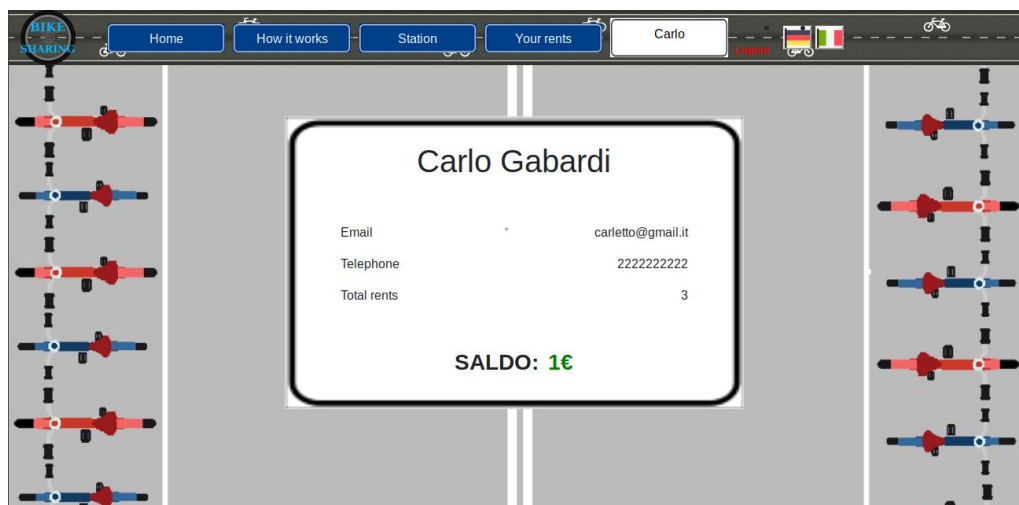 BIKE
SHARING
Home
How it works
Station
Your rents
Carlo
Logout
Carlo Gabardi
Email carletto@gmail.it
Telephone 2222222222
Total rents 3
SALDO: 1€